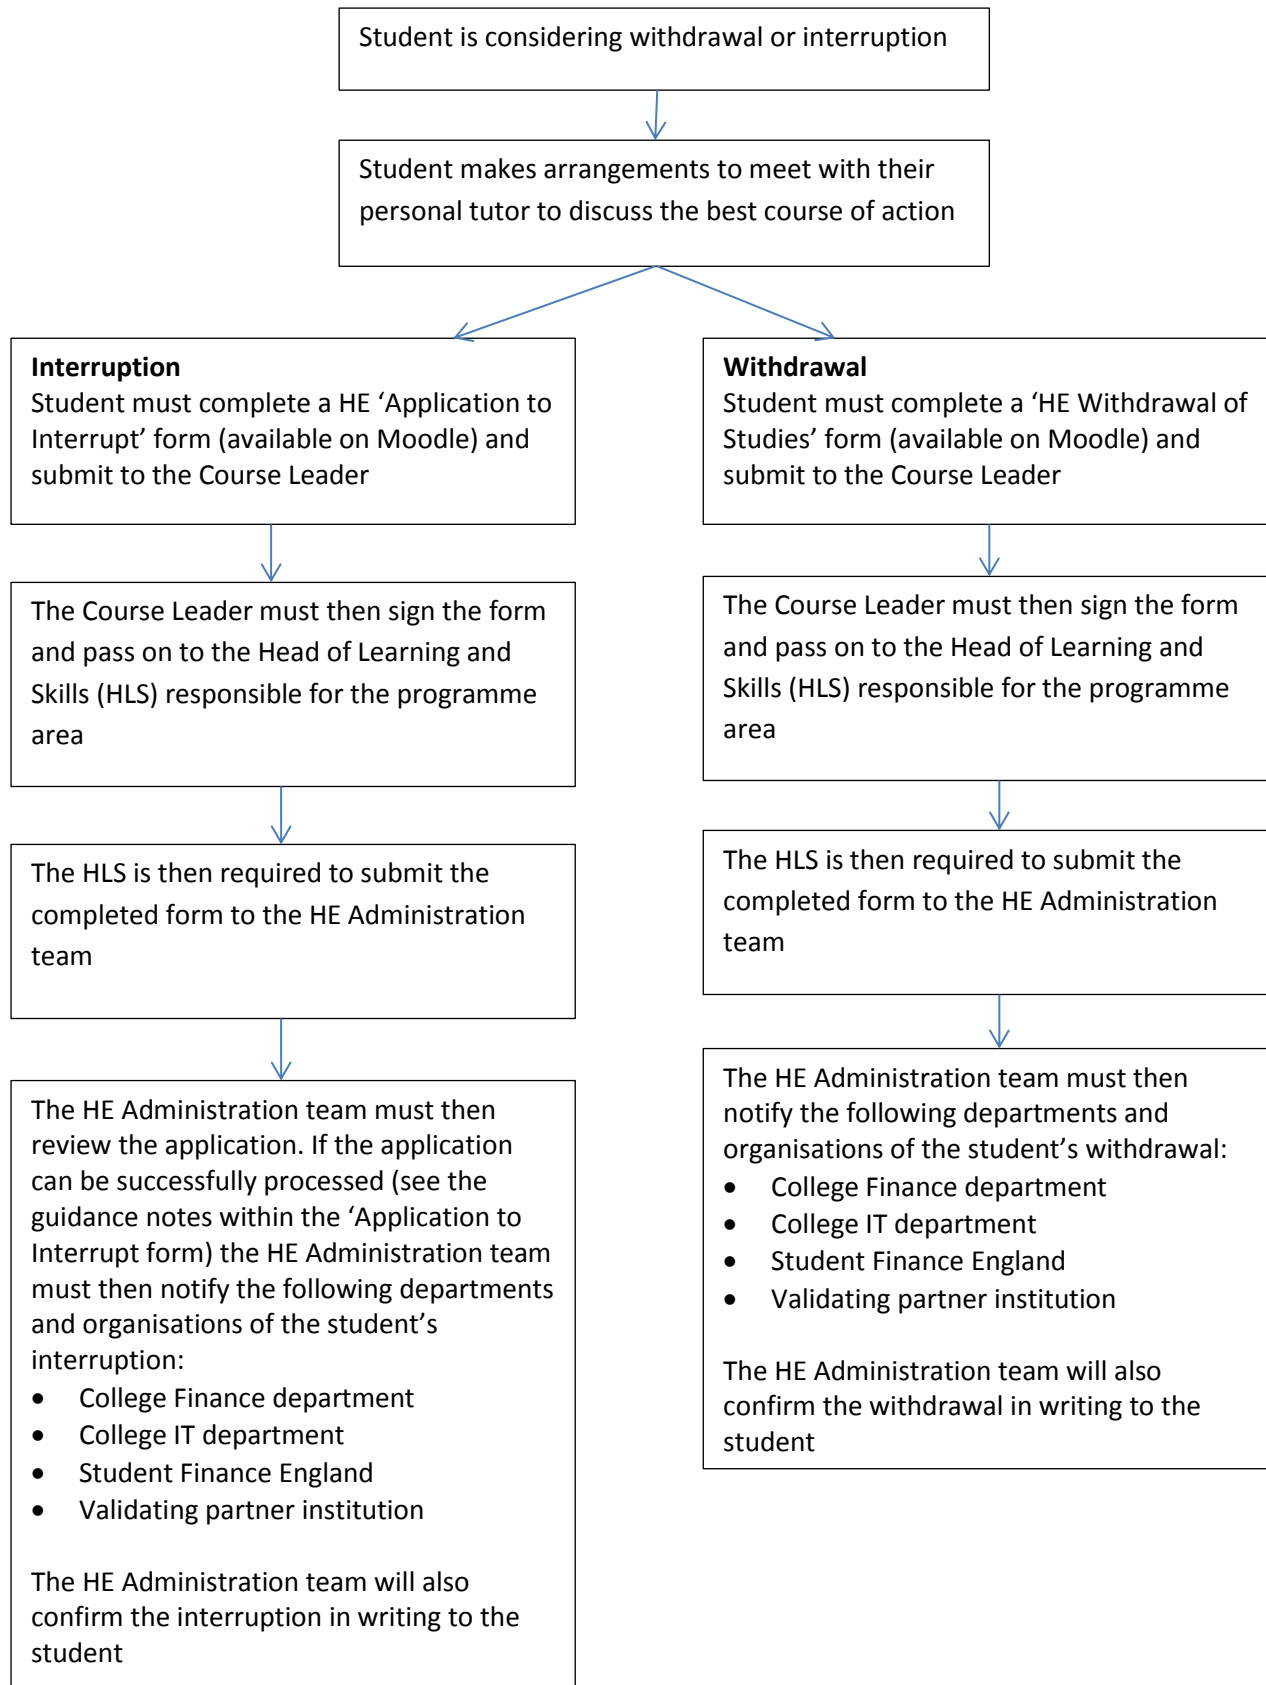 Student is considering withdrawal or interruption
Student makes arrangements to meet with their
personal tutor to discuss the best course of action
Interruption
Student must complete a HE ‘Application to
Interrupt’ form (available on Moodle) and
submit to the Course Leader
The Course Leader must then sign the form
and pass on to the Head of Learning and
Skills (HLS) responsible for the programme
area
The HLS is then required to submit the
completed form to the HE Administration
team
The HE Administration team must then
review the application. If the application
can be successfully processed (see the
guidance notes within the ‘Application to
Interrupt form) the HE Administration team
must then notify the following departments
and organisations of the student’s
interruption:
• College Finance department
• College IT department
• Student Finance England
• Validating partner institution
The HE Administration team will also
confirm the interruption in writing to the
student
Withdrawal
Student must complete a ‘HE Withdrawal of
Studies’ form (available on Moodle) and
submit to the Course Leader
The Course Leader must then sign the form
and pass on to the Head of Learning and
Skills (HLS) responsible for the programme
area
The HLS is then required to submit the
completed form to the HE Administration
team
The HE Administration team must then
notify the following departments and
organisations of the student’s withdrawal:
• College Finance department
• College IT department
• Student Finance England
• Validating partner institution
The HE Administration team will also
confirm the withdrawal in writing to the
student